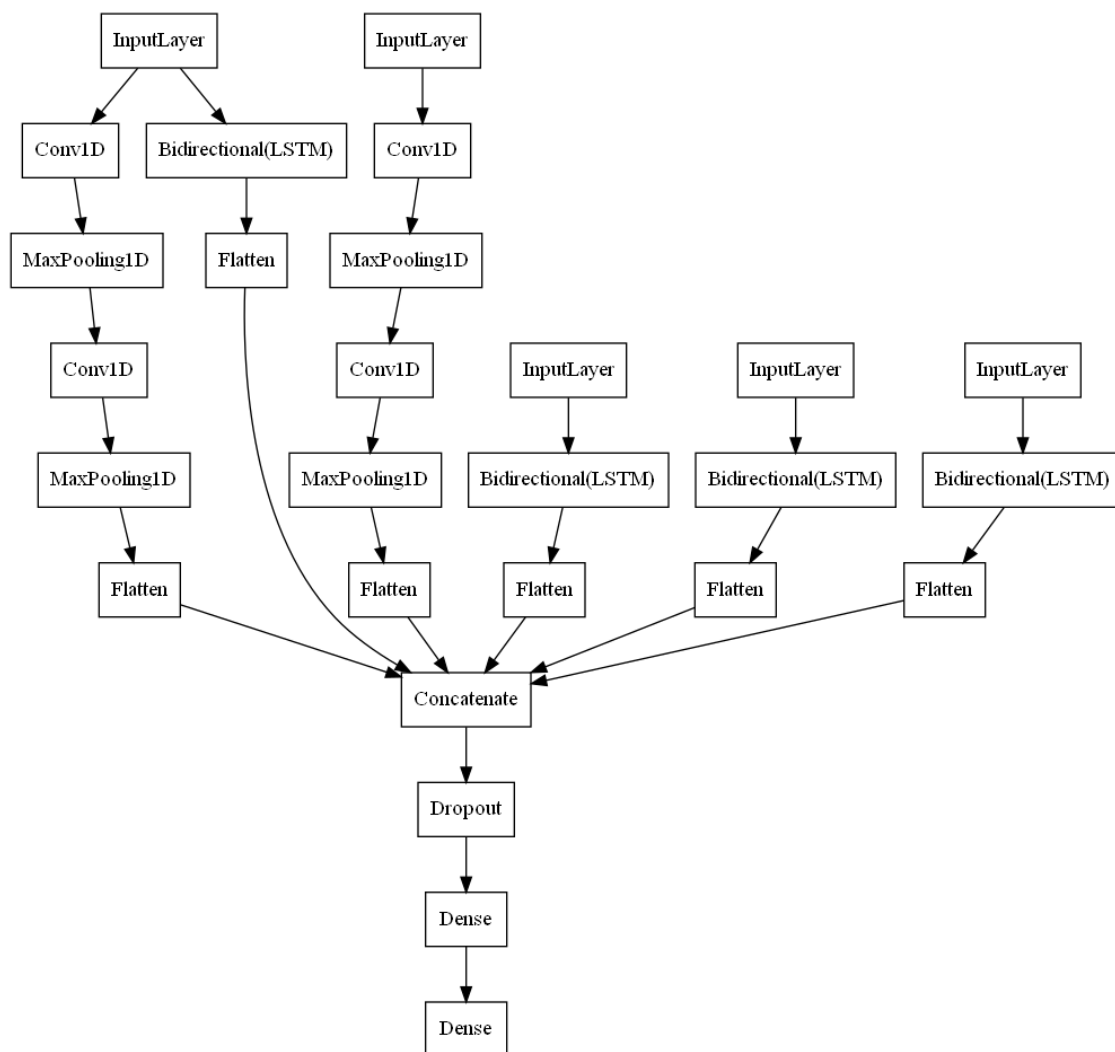 InputLayer
InputLayer
Conv1D
Bidirectional(LSTM)
Conv1D
MaxPooling1D
Flatten
MaxPooling1D
Conv1D
Conv1D
InputLayer
InputLayer
InputLayer
MaxPooling1D
MaxPooling1D
Bidirectional(LSTM)
Bidirectional(LSTM)
Bidirectional(LSTM)
Flatten
Flatten
Flatten
Flatten
Flatten
Concatenate
Dropout
Dense
Dense